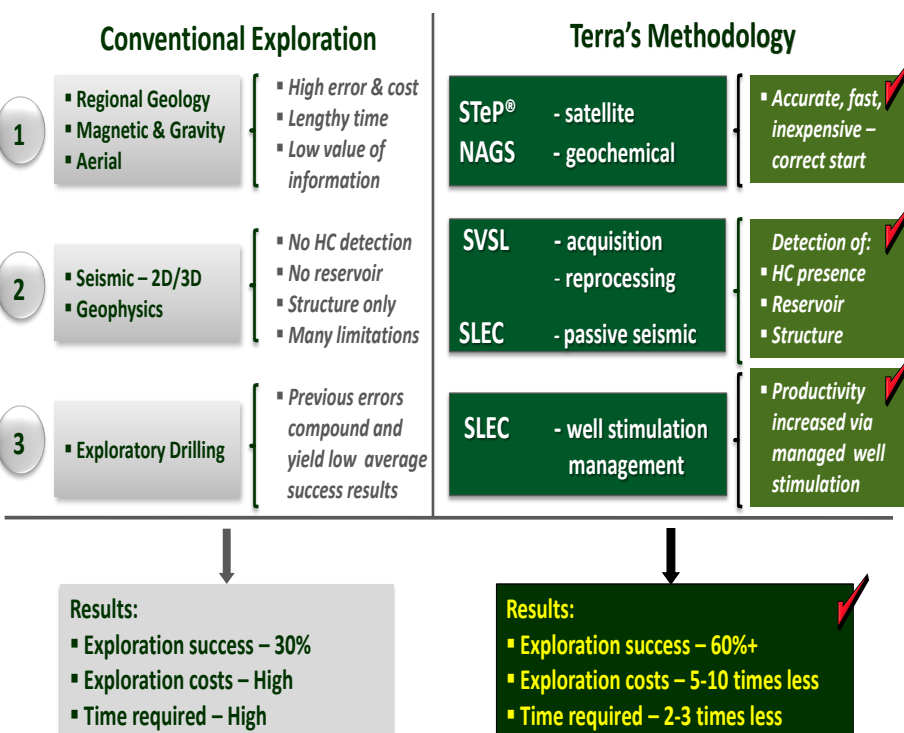 Conventional Exploration
Terra's Methodology
1
▪ Regional Geology
▪ Magnetic & Gravity
▪ Aerial
▪ High error & cost
▪ Lengthy time
▪ Low value of
information
STeP® - satellite
NAGS - geochemical
▪ Accurate, fast,
inexpensive –
correct start
2
▪ Seismic – 2D/3D
▪ Geophysics
▪ No HC detection
▪ No reservoir
▪ Structure only
▪ Many limitations
SVSL - acquisition
- reprocessing
SLEC - passive seismic
Detection of:
▪ HC presence
▪ Reservoir
▪ Structure
3
▪ Exploratory Drilling
▪ Previous errors
compound and
yield low average
success results
SLEC - well stimulation
management
▪ Productivity
increased via
managed well
stimulation
Results:
▪ Exploration success – 30%
▪ Exploration costs – High
▪ Time required – High
Results:
▪ Exploration success – 60%+
▪ Exploration costs – 5-10 times less
▪ Time required – 2-3 times less